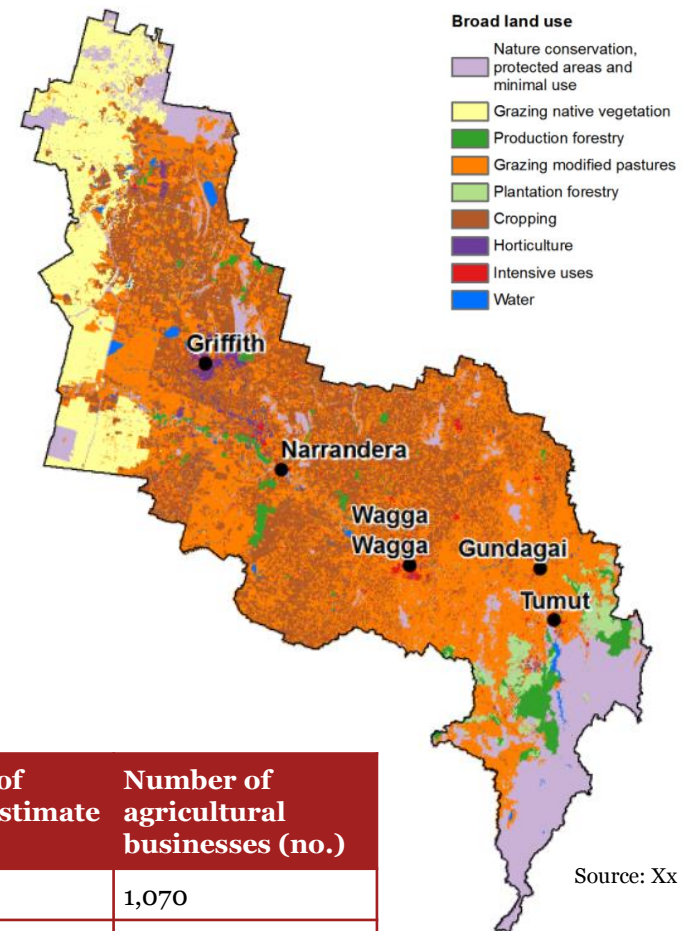 Broad land use
Nature conservation,
protected areas and
minimal use
Grazing native vegetation
Production forestry
Grazing modified pastures
Plantation forestry
Cropping
Horticulture
Intensive uses
Water
Griffith
Narrandera
Wagga
Wagga
Gundagai
Tumut
of
stimate
Number of
agricultural
businesses (no.)
1,070
Source: Xx